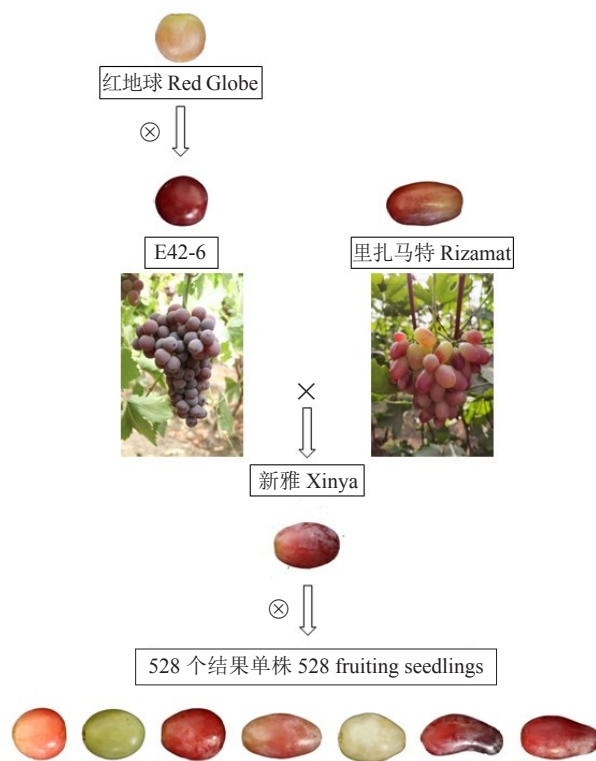 红地球 Red Globe
⊗
E42-6
里扎马特 Rizamat
×
新雅 Xinya
⊗
528 个结果单株 528 fruiting seedlings